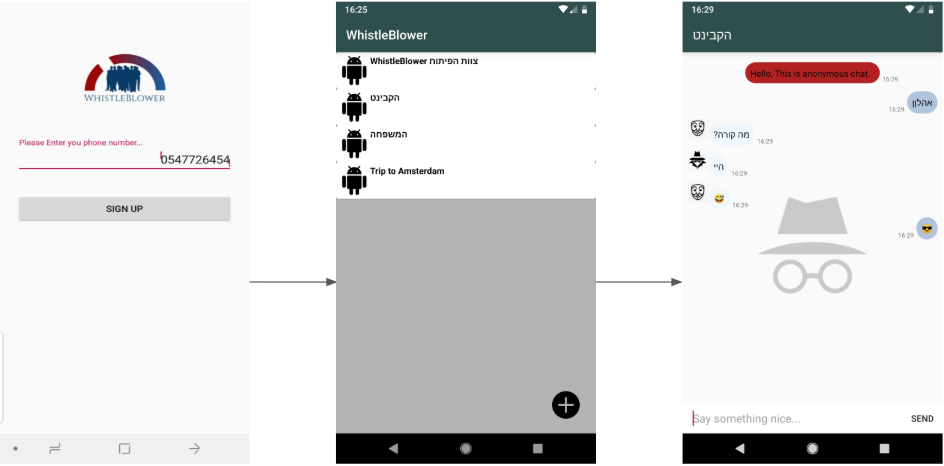 WHISTLEBLOWER
Please Enter you phone number...
0547726454
SIGN UP
16:25
WhistleBlower
צוות הפיתוח WhistleBlower
הקבינט
המשפחה
Trip to Amsterdam
16:29
הקבינט
Hello, This is anonymous chat.
16:29
אהלןן
16:29
מה קורה?
16:29
היי
16:29
😅
16:29
😎
16:29
Say something nice...
SEND